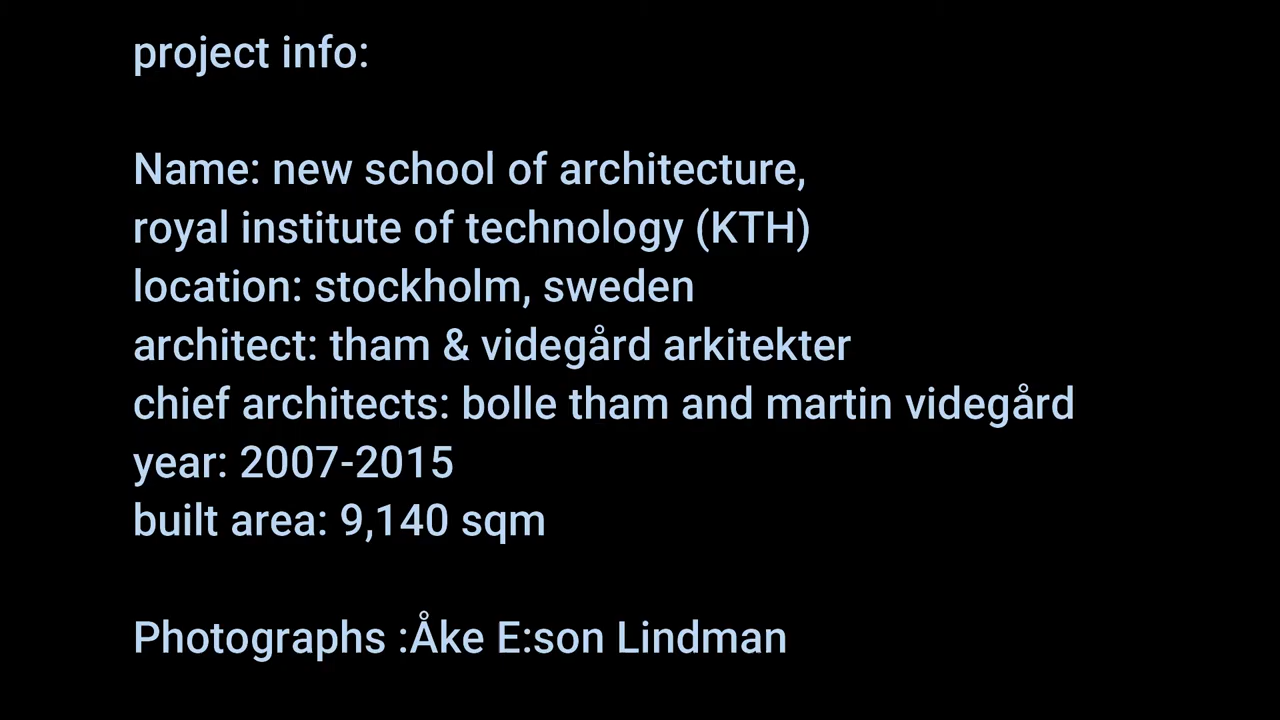 project info:
Name: new school of architecture,
royal institute of technology (KTH)
location: stockholm, sweden
architect: tham & videgård arkitekter
chief architects: bolle tham and martin videgård
year: 2007-2015
built area: 9,140 sqm
Photographs :Åke E:son Lindman